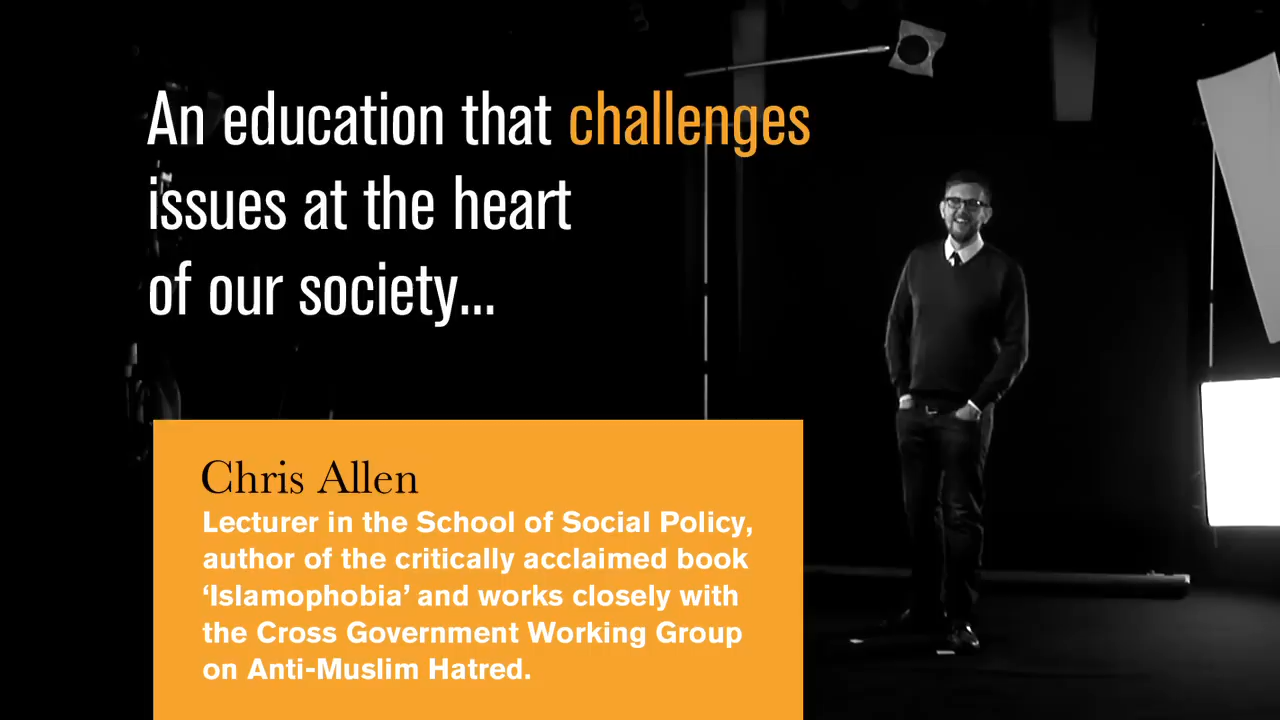 An education that challenges
issues at the heart
of our society...
Chris Allen
Lecturer in the School of Social Policy,
author of the critically acclaimed book
‘Islamophobia’ and works closely with
the Cross Government Working Group
on Anti-Muslim Hatred.